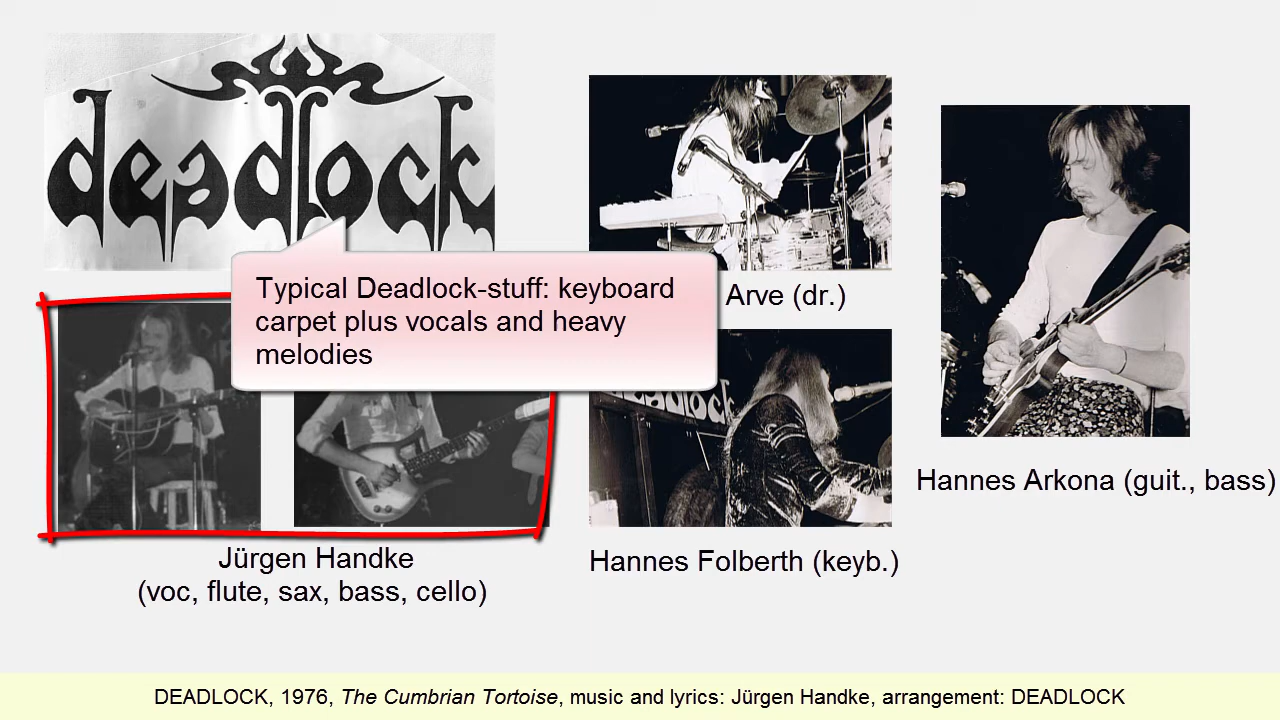 deadlock
Typical Deadlock-stuff: keyboard
carpet plus vocals and heavy
melodies
Arve (dr.)
deadlock
Hannes Arkona (guit., bass)
Jürgen Handke
(voc, flute, sax, bass, cello)
Hannes Folberth (keyb.)
DEADLOCK, 1976, The Cumbrian Tortoise, music and lyrics: Jürgen Handke, arrangement: DEADLOCK